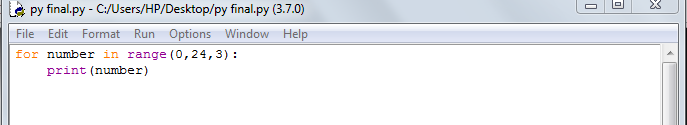 py final.py - C:/Users/HP/Desktop/py final.py (3.7.0)
File Edit Format Run Options Window Help
for number in range(0,24,3):
    print(number)